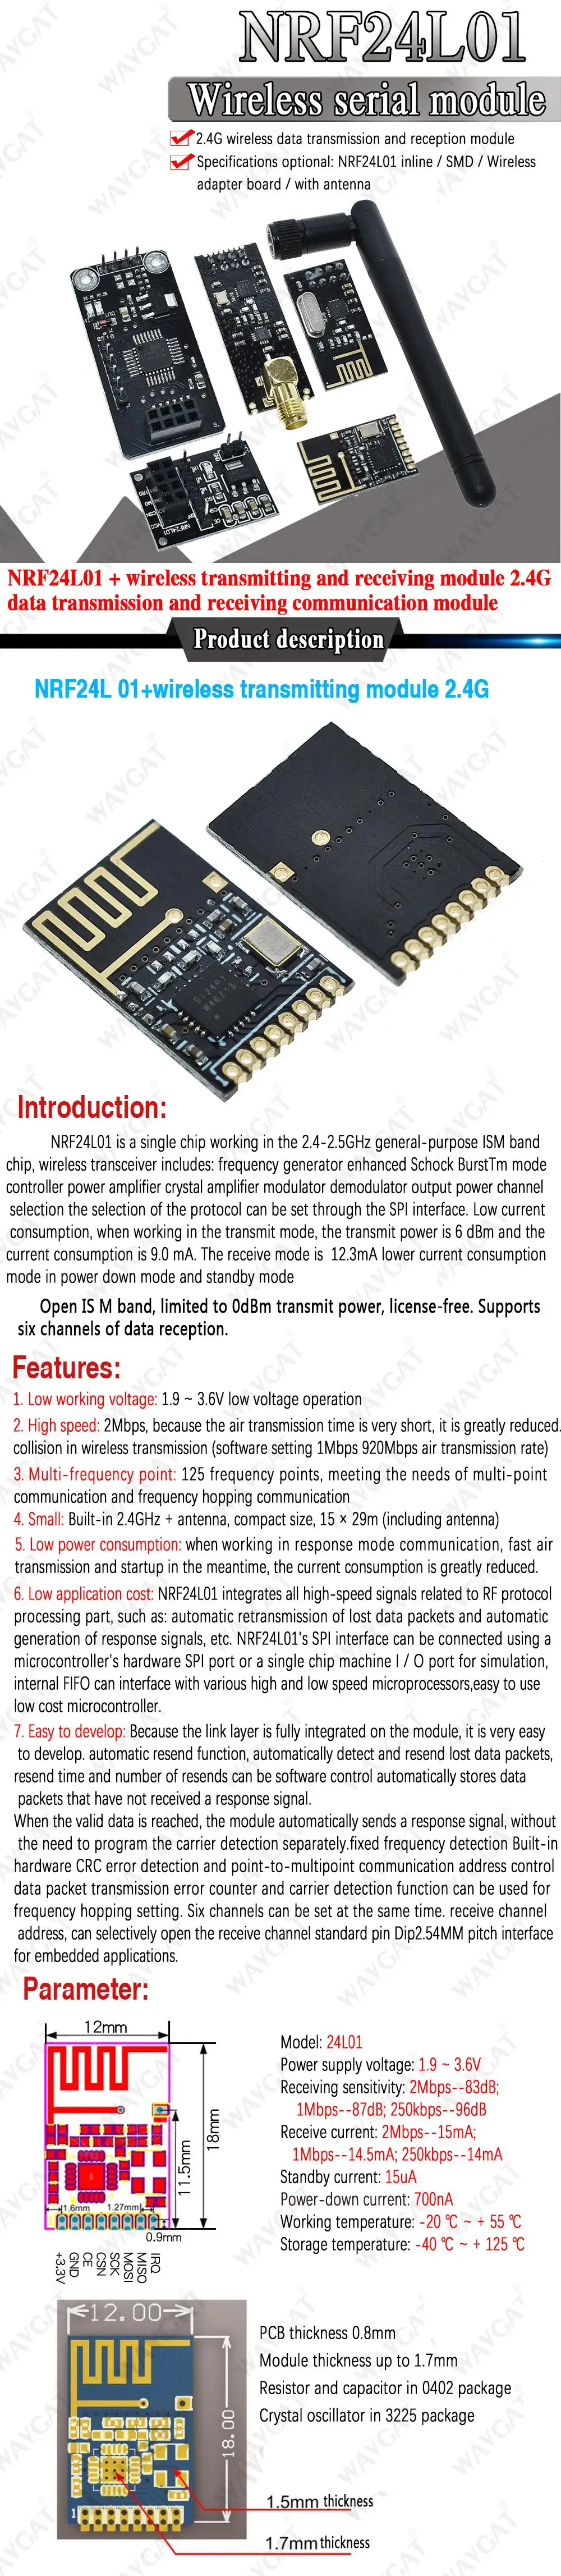 NRF24L01
Wireless serial module
2.4G wireless data transmission and reception module
Specifications optional: NRF24L01 inline / SMD / Wireless
adapter board / with antenna
NRF24L01 + wireless transmitting and receiving module 2.4G
data transmission and receiving communication module
Product description
NRF24L 01+wireless transmitting module 2.4G
Introduction:
NRF24L01 is a single chip working in the 2.4-2.5GHz general-purpose ISM band
chip, wireless transceiver includes: frequency generator enhanced Schock BurstTm mode
controller power amplifier crystal amplifier modulator demodulator output power channel
selection the selection of the protocol can be set through the SPI interface. Low current
consumption, when working in the transmit mode, the transmit power is 6 dBm and the
current consumption is 9.0 mA. The receive mode is 12.3mA lower current consumption
mode in power down mode and standby mode
Open IS M band, limited to 0dBm transmit power, license-free. Supports
six channels of data reception.
Features:
1. Low working voltage: 1.9 ~ 3.6V low voltage operation
2. High speed: 2Mbps, because the air transmission time is very short, it is greatly reduced.
collision in wireless transmission (software setting 1Mbps 920Mbps air transmission rate)
3. Multi-frequency point: 125 frequency points, meeting the needs of multi-point
communication and frequency hopping communication
4. Small: Built-in 2.4GHz + antenna, compact size, 15 × 29m (including antenna)
5. Low power consumption: when working in response mode communication, fast air
transmission and startup in the meantime, the current consumption is greatly reduced.
6. Low application cost: NRF24L01 integrates all high-speed signals related to RF protocol
processing part, such as: automatic retransmission of lost data packets and automatic
generation of response signals, etc. NRF24L01's SPI interface can be connected using a
microcontroller's hardware SPI port or a single chip machine I / O port for simulation,
internal FIFO can interface with various high and low speed microprocessors,easy to use
low cost microcontroller.
7. Easy to develop: Because the link layer is fully integrated on the module, it is very easy
to develop. automatic resend function, automatically detect and resend lost data packets,
resend time and number of resends can be software control automatically stores data
packets that have not received a response signal.
When the valid data is reached, the module automatically sends a response signal, without
the need to program the carrier detection separately.fixed frequency detection Built-in
hardware CRC error detection and point-to-multipoint communication address control
data packet transmission error counter and carrier detection function can be used for
frequency hopping setting. Six channels can be set at the same time. receive channel
address, can selectively open the receive channel standard pin Dip2.54MM pitch interface
for embedded applications.
Parameter:
12mm
18mm
11.5mm
1.6mm
1.27mm
0.9mm
+3.3V
GND
CE
CSN
SCK
MOSI
MISO
IRQ
Model: 24L01
Power supply voltage: 1.9 ~ 3.6V
Receiving sensitivity: 2Mbps--83dB;
1Mbps--87dB; 250kbps--96dB
Receive current: 2Mbps--15mA;
1Mbps--14.5mA; 250kbps--14mA
Standby current: 15uA
Power-down current: 700nA
Working temperature: -20 ℃ ~ + 55 ℃
Storage temperature: -40 ℃ ~ + 125 ℃
12.00
18.00
1
PCB thickness 0.8mm
Module thickness up to 1.7mm
Resistor and capacitor in 0402 package
Crystal oscillator in 3225 package
1.5mm thickness
1.7mm thickness
WAVGAT